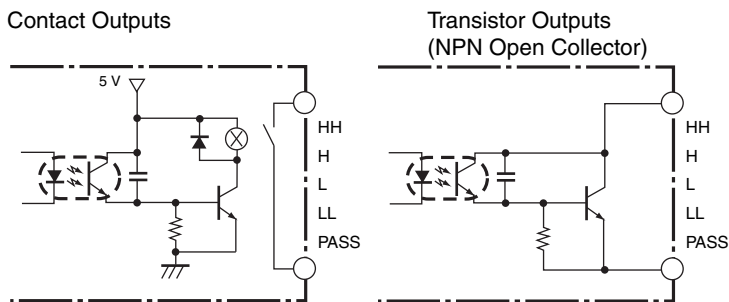 Contact Outputs
5 V
HH
H
L
LL
PASS
Transistor Outputs
(NPN Open Collector)
HH
H
L
LL
PASS